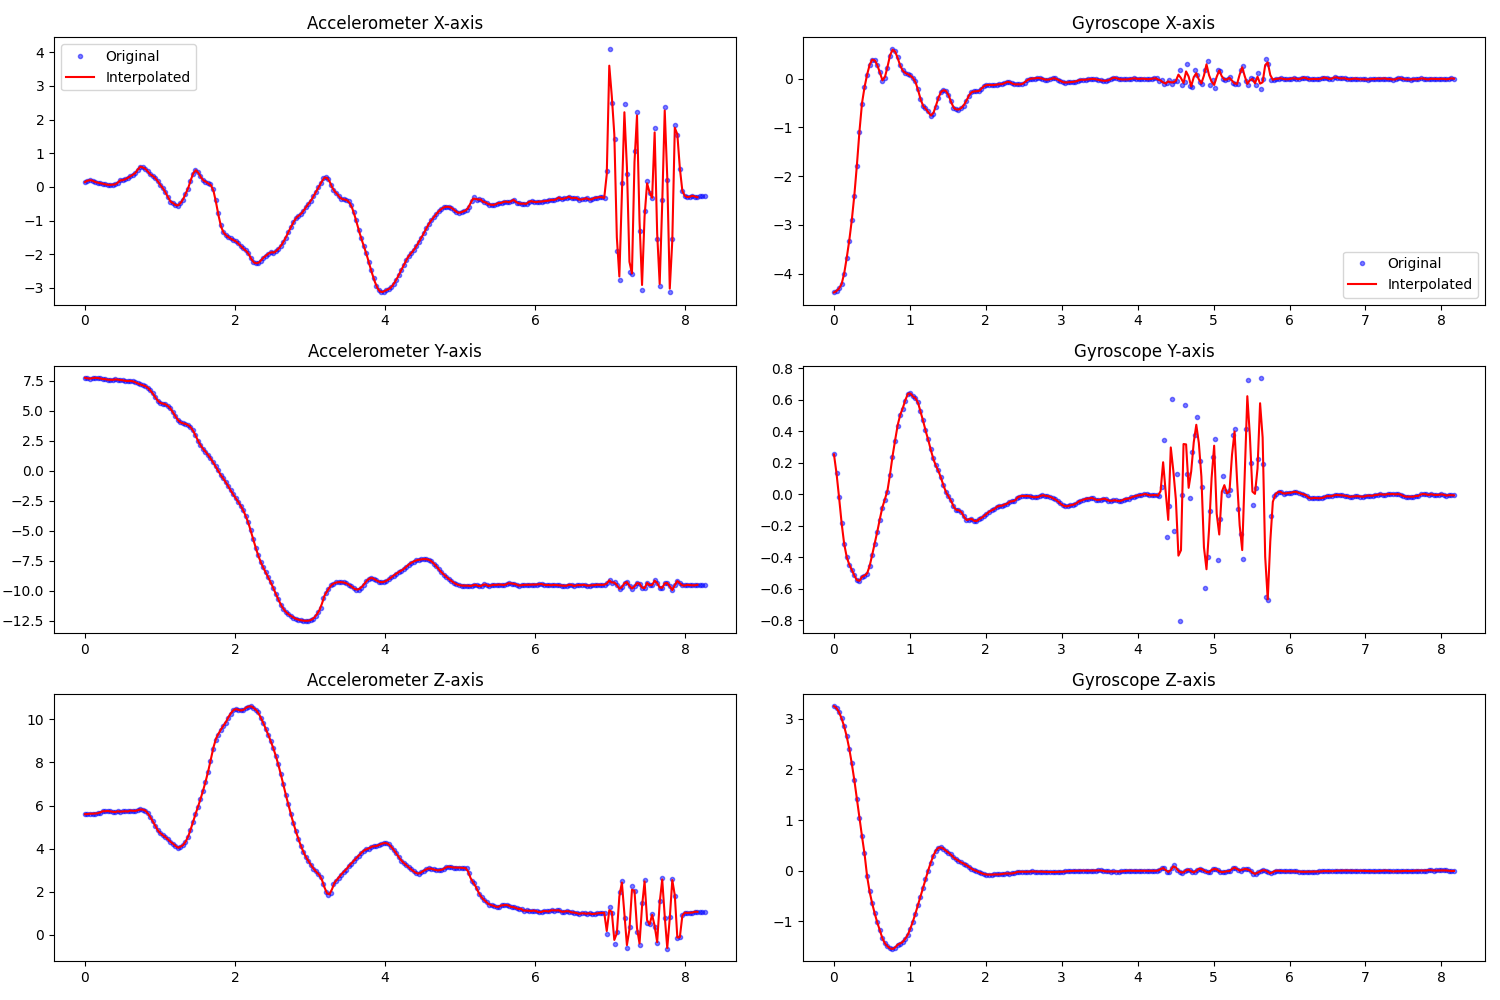 Accelerometer X-axis
4
3
2
1
0
−1
−2
−3
Original
Interpolated
0 2 4 6 8
Gyroscope X-axis
0
−1
−2
−3
−4
Original
Interpolated
0 1 2 3 4 5 6 7 8
Accelerometer Y-axis
7.5
5.0
2.5
0.0
−2.5
−5.0
−7.5
−10.0
−12.5
0 2 4 6 8
Gyroscope Y-axis
0.8
0.6
0.4
0.2
0.0
−0.2
−0.4
−0.6
−0.8
0 1 2 3 4 5 6 7 8
Accelerometer Z-axis
10
8
6
4
2
0
0 2 4 6 8
Gyroscope Z-axis
3
2
1
0
−1
0 1 2 3 4 5 6 7 8